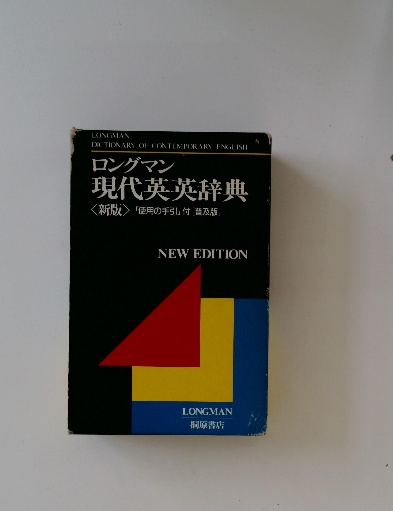 LONGMAN
DICTIONARY OF CONTEMPORARY ENGLISH
ロングマン
現代英英辞典
〈新版〉「使用の手引」付 普及版
NEW EDITION
LONGMAN
桐原書店